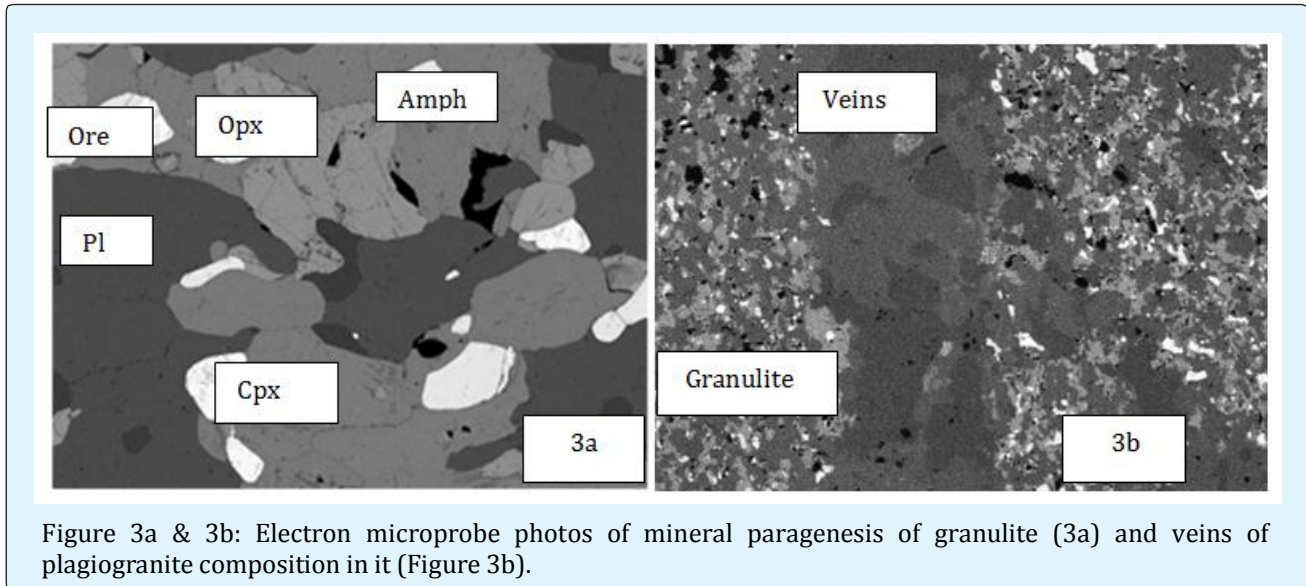 Ore
Opx
Amph
Pl
Cpx
3a
Veins
Granulite
3b
Figure 3a & 3b: Electron microprobe photos of mineral paragenesis of granulite (3a) and veins of
plagiogranite composition in it (Figure 3b).